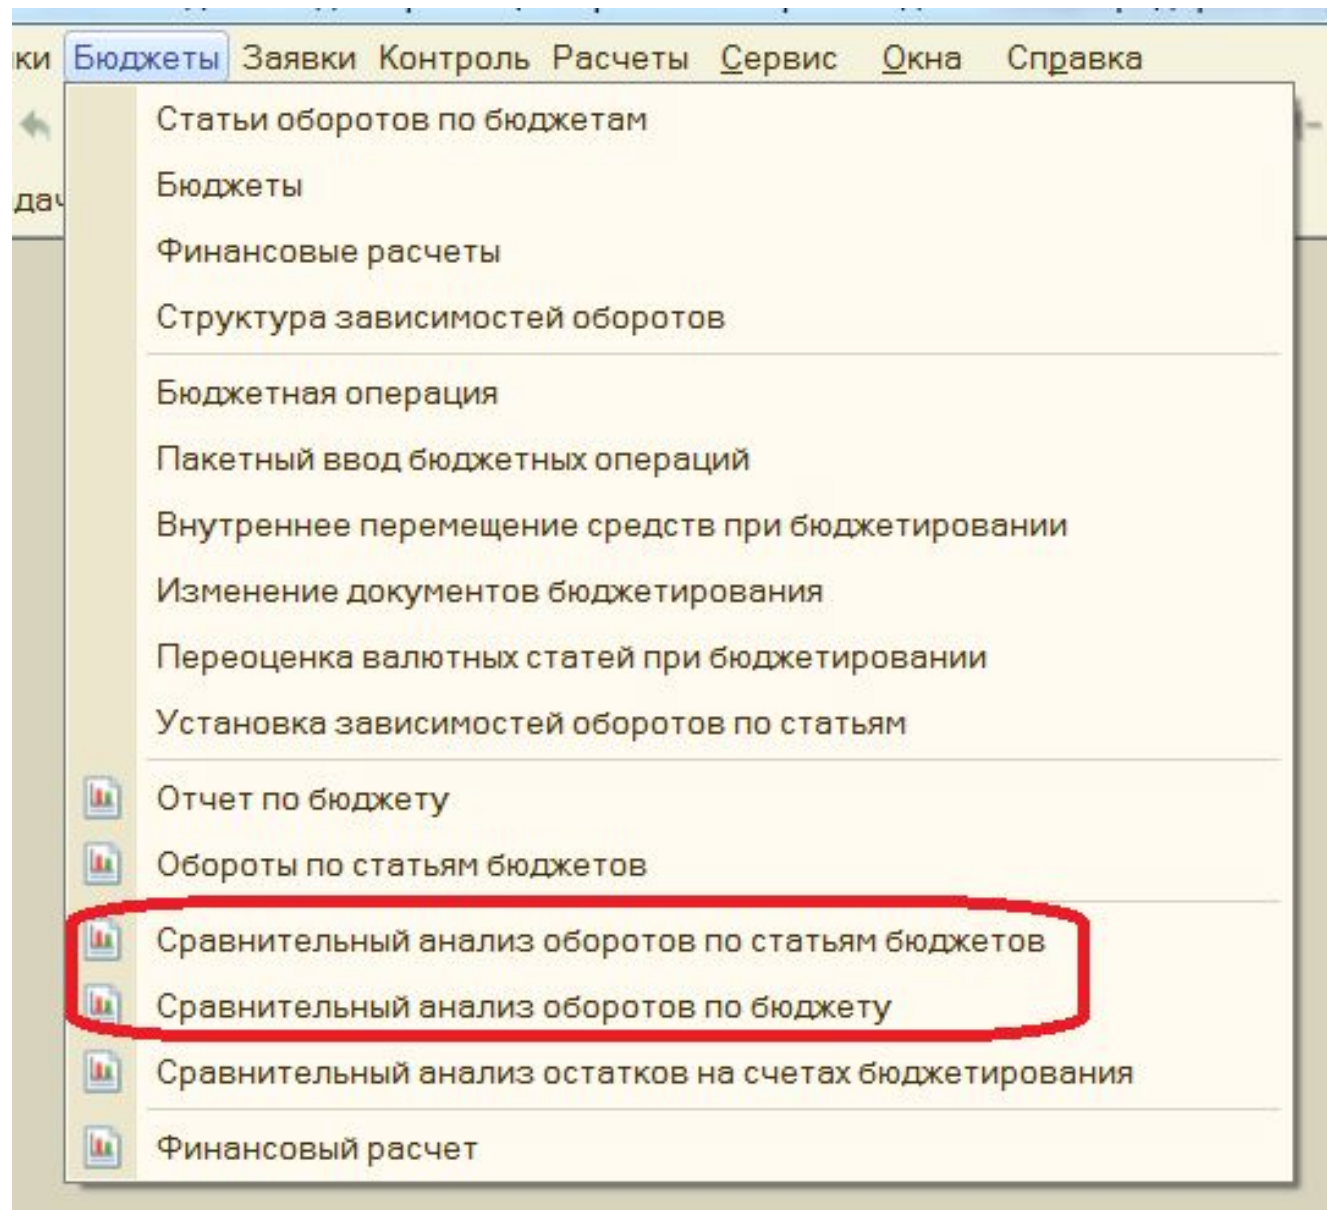 Бюджеты Заявки Контроль Расчеты Сервис Окна Справка
Статьи оборотов по бюджетам
Бюджеты
Финансовые расчеты
Структура зависимостей оборотов
Бюджетная операция
Пакетный ввод бюджетных операций
Внутреннее перемещение средств при бюджетировании
Изменение документов бюджетирования
Переоценка валютных статей при бюджетировании
Установка зависимостей оборотов по статьям
Отчет по бюджету
Обороты по статьям бюджетов
Сравнительный анализ оборотов по статьям бюджетов
Сравнительный анализ оборотов по бюджету
Сравнительный анализ остатков на счетах бюджетирования
Финансовый расчет